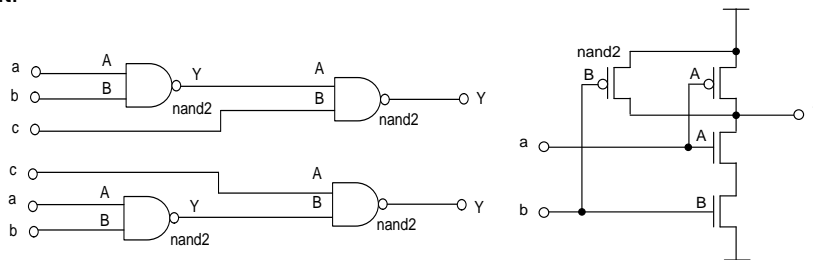 a A Y A
b B nand2 B Y
c nand2
c A
a A Y B Y
b B nand2 nand2
nand2
B A
a A
b B